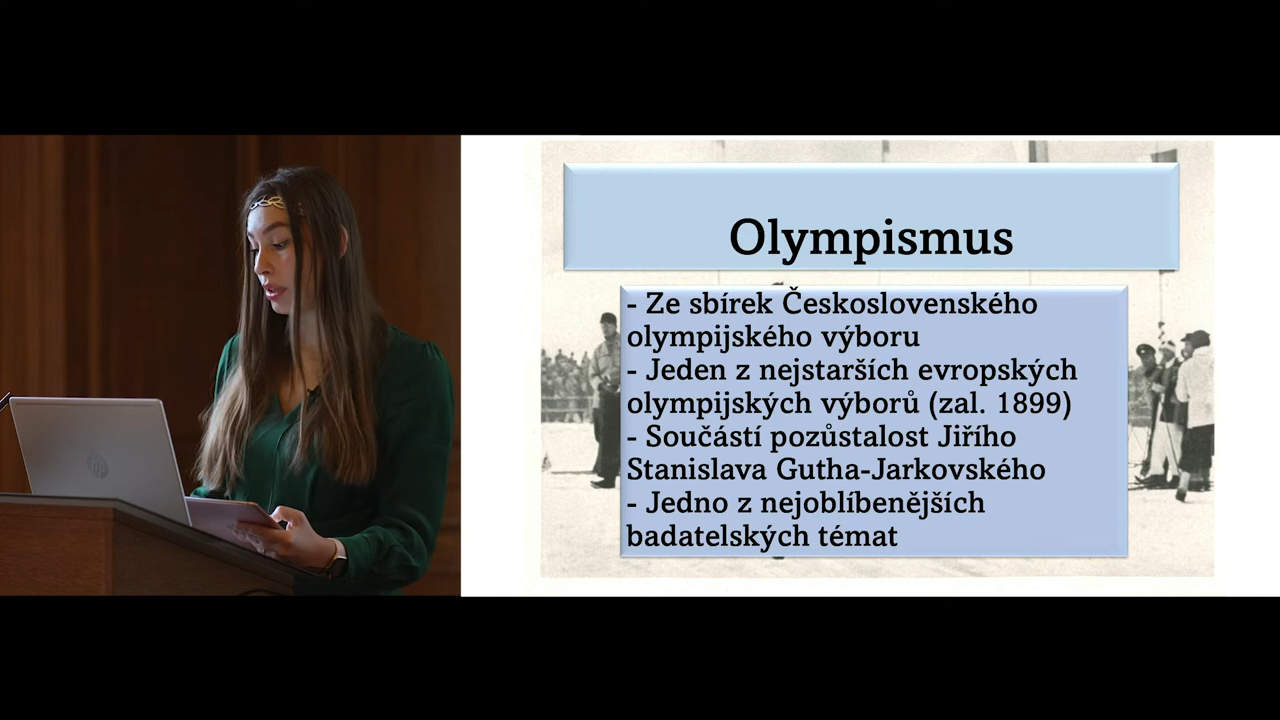 Olympismus
- Ze sbírek Československého
olympijského výboru
- Jeden z nejstarších evropských
olympijských výborů (zal. 1899)
- Součástí pozůstalost Jiřího
Stanislava Gutha-Jarkovského
- Jedno z nejoblíbenějších
badatelských témat
hp